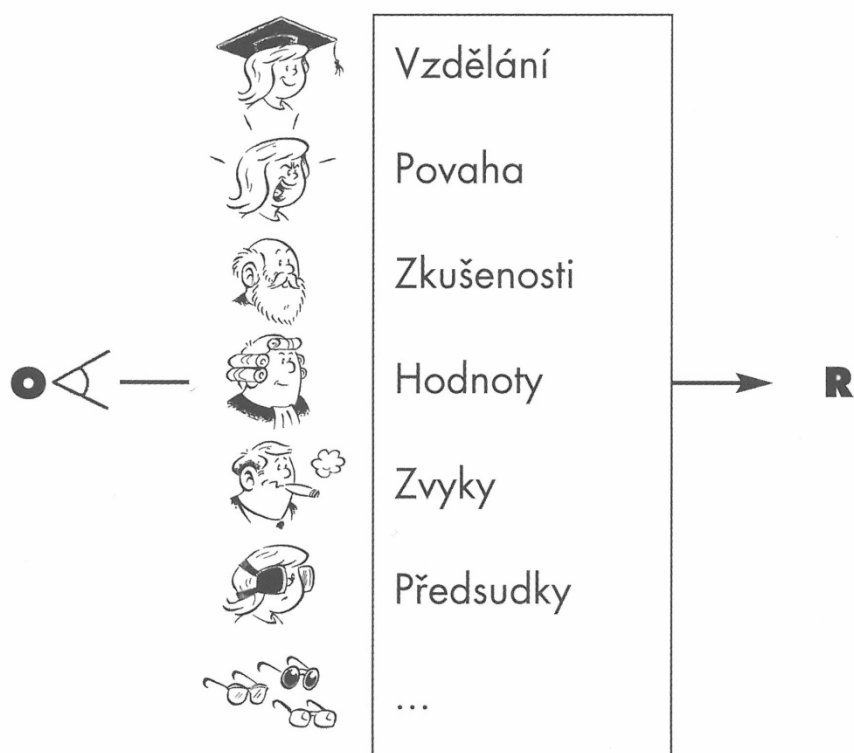 Vzdělání
Povaha
Zkušenosti
O
Hodnoty
R
Zvyky
Předsudky
...